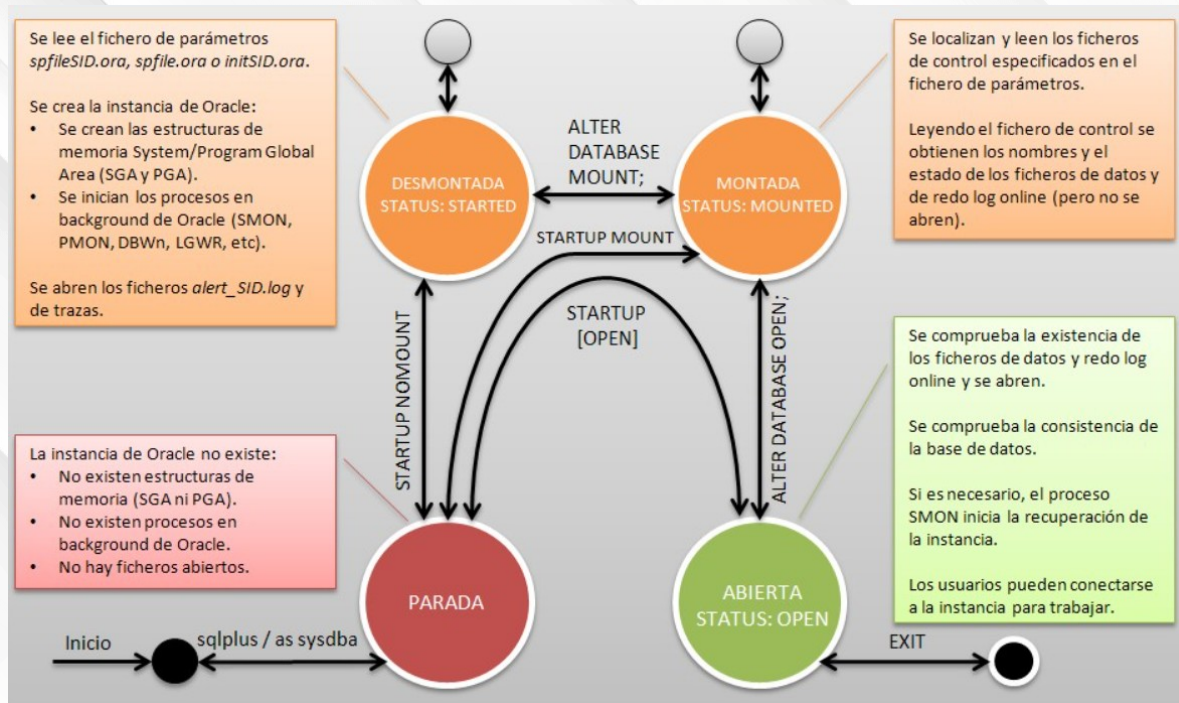 Se lee el fichero de parámetros
spfileSID.ora, spfile.ora o initSID.ora.
Se crea la instancia de Oracle:
• Se crean las estructuras de
memoria System/Program Global
Area (SGA y PGA).
• Se inician los procesos en
background de Oracle (SMON,
PMON, DBWn, LGWR, etc).
Se abren los ficheros alert_SID.log y
de trazas.
DESMONTADA
STATUS: STARTED
ALTER
DATABASE
MOUNT;
MONTADA
STATUS: MOUNTED
Se localizan y leen los ficheros
de control especificados en el
fichero de parámetros.
Leyendo el fichero de control se
obtienen los nombres y el
estado de los ficheros de datos y
de redo log online (pero no se
abren).
STARTUP MOUNT
STARTUP
[OPEN]
STARTUP NOMOUNT
ALTER DATABASE OPEN;
La instancia de Oracle no existe:
• No existen estructuras de
memoria (SGA ni PGA).
• No existen procesos en
background de Oracle.
• No hay ficheros abiertos.
PARADA
ABIERTA
STATUS: OPEN
Se comprueba la existencia de
los ficheros de datos y redo log
online y se abren.
Se comprueba la consistencia de
la base de datos.
Si es necesario, el proceso
SMON inicia la recuperación de
la instancia.
Los usuarios pueden conectarse
a la instancia para trabajar.
Inicio
sqlplus / as sysdba
EXIT